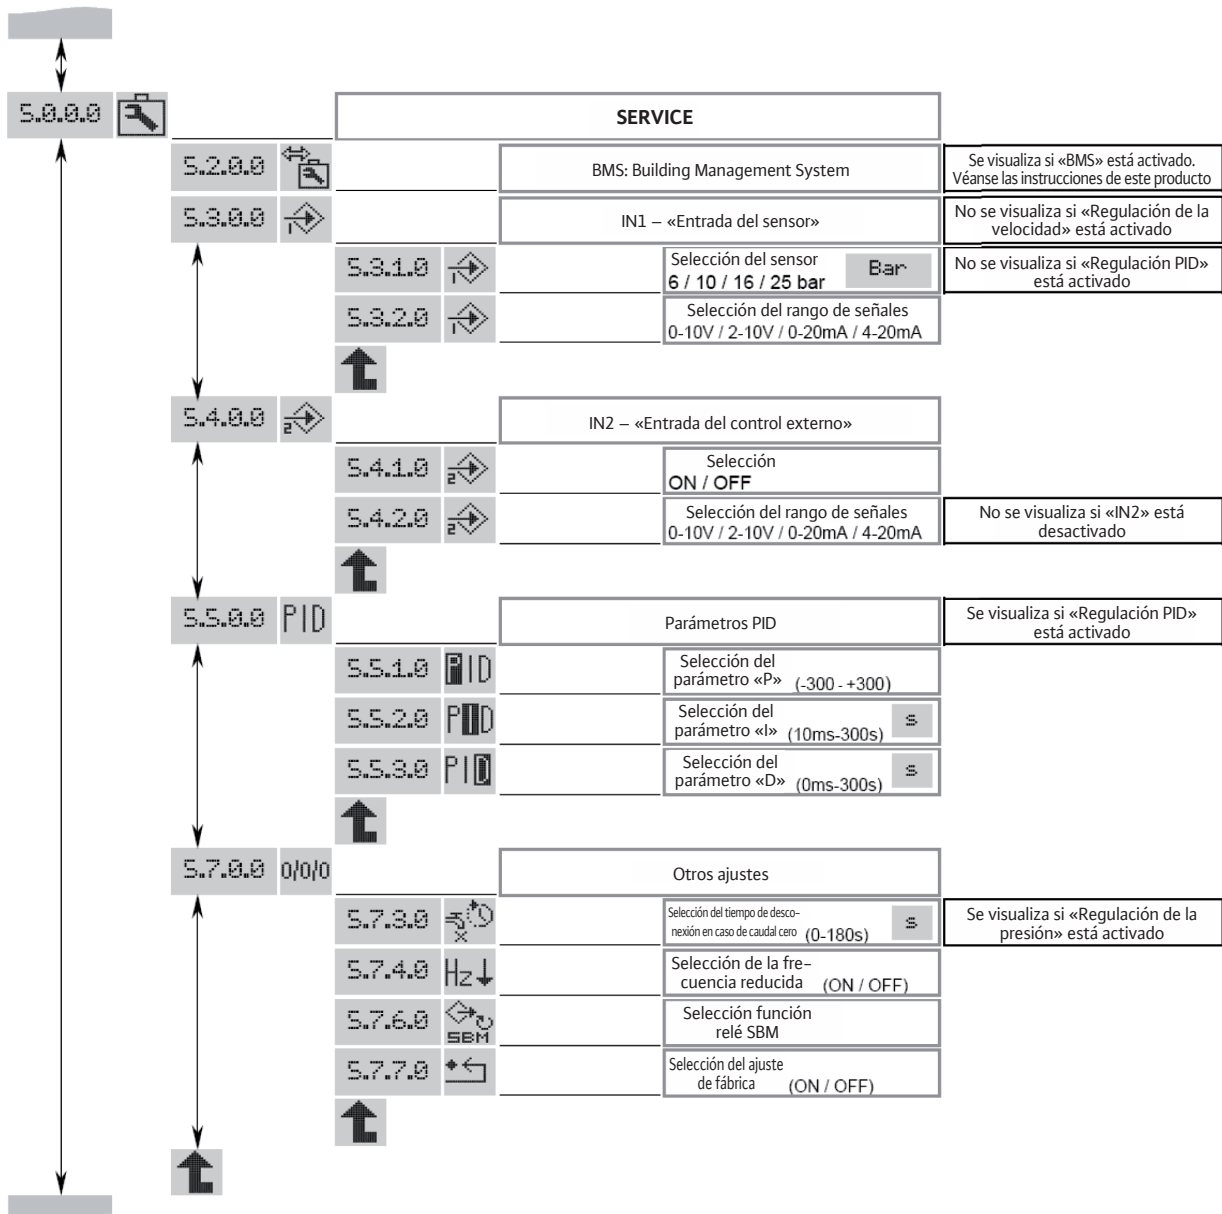 5.0.0.0
SERVICE
5.2.0.0
BMS: Building Management System
Se visualiza si «BMS» está activado.
Véanse las instrucciones de este producto
5.3.0.0
1
IN1 – «Entrada del sensor»
No se visualiza si «Regulación de la
velocidad» está activado
5.3.1.0
1
Selección del sensor
6 / 10 / 16 / 25 bar
Bar
No se visualiza si «Regulación PID»
está activado
5.3.2.0
1
Selección del rango de señales
0-10V / 2-10V / 0-20mA / 4-20mA
5.4.0.0
2
IN2 – «Entrada del control externo»
5.4.1.0
2
Selección
ON / OFF
5.4.2.0
2
Selección del rango de señales
0-10V / 2-10V / 0-20mA / 4-20mA
No se visualiza si «IN2» está
desactivado
5.5.0.0
PID
Parámetros PID
Se visualiza si «Regulación PID»
está activado
5.5.1.0
PID
Selección del
parámetro «P» (-300 - +300)
5.5.2.0
PID
Selección del
parámetro «I» (10ms-300s)
s
5.5.3.0
PID
Selección del
parámetro «D» (0ms-300s)
s
5.7.0.0
0/0/0
Otros ajustes
5.7.3.0
x
Selección del tiempo de desco-
nexión en caso de caudal cero (0-180s)
s
Se visualiza si «Regulación de la
presión» está activado
5.7.4.0
Hz
Selección de la fre-
cuencia reducida (ON / OFF)
5.7.6.0
SBM
Selección función
relé SBM
5.7.7.0
Selección del ajuste
de fábrica (ON / OFF)